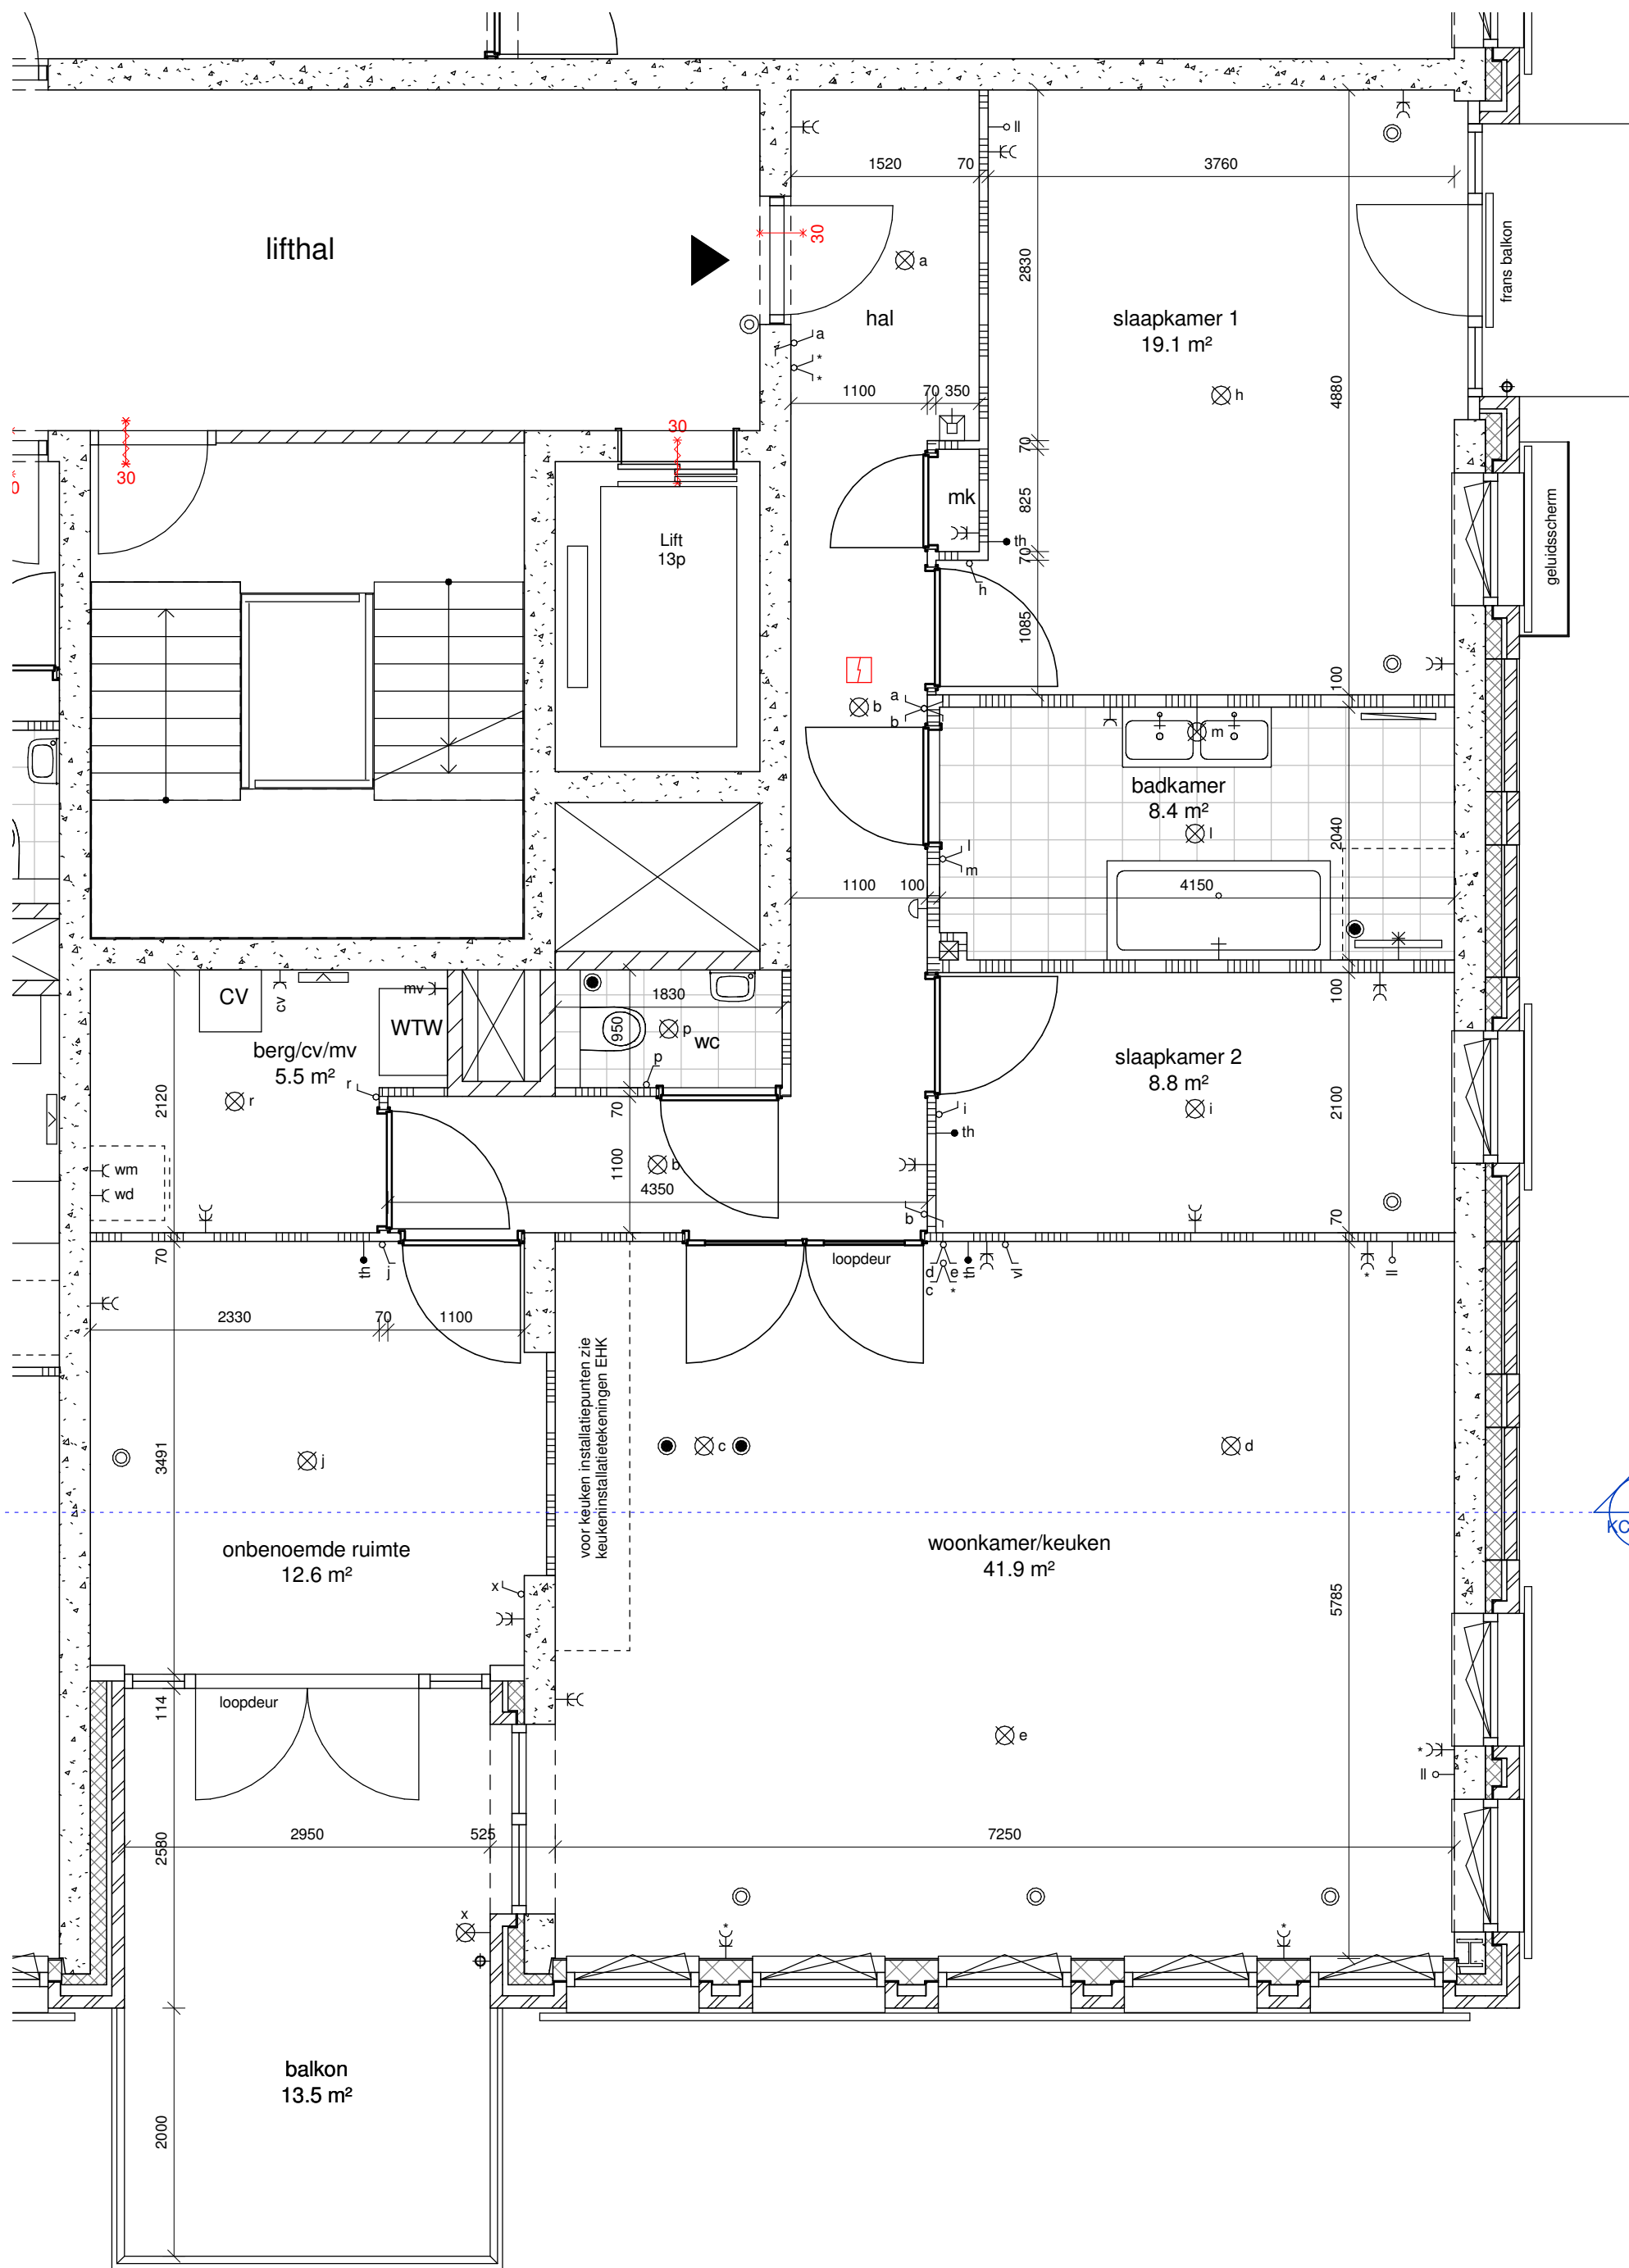 1520
70
3760
30
lifthal
a
2830
frans balkon
hal
slaapkamer 1
19.1 m²
a
*
*
1100
70
350
h
4880
30
30
0
70
mk
825
Lift
13p
th
70
h
geluidsscherm
1085
100
a
b
b
m
badkamer
8.4 m²
l
2040
l
m
1100
100
4150
CV
cv
mv
WTW
1830
950
p
wc
p
100
berg/cv/mv
5.5 m²
r
r
slaapkamer 2
8.8 m²
i
i
th
2120
70
1100
2100
wm
wd
b
4350
b
70
70
th
j
loopdeur
d
e
c
*
th
vl
*
ll
2330
70
1100
voor keuken installatiepunten zie
keukeninstallatietekeningen EHK
3491
j
c
d
KC
onbenoemde ruimte
12.6 m²
woonkamer/keuken
41.9 m²
x
5785
114
loopdeur
e
*
ll
2580
2950
525
7250
x
*
*
balkon
13.5 m²
2000
ll